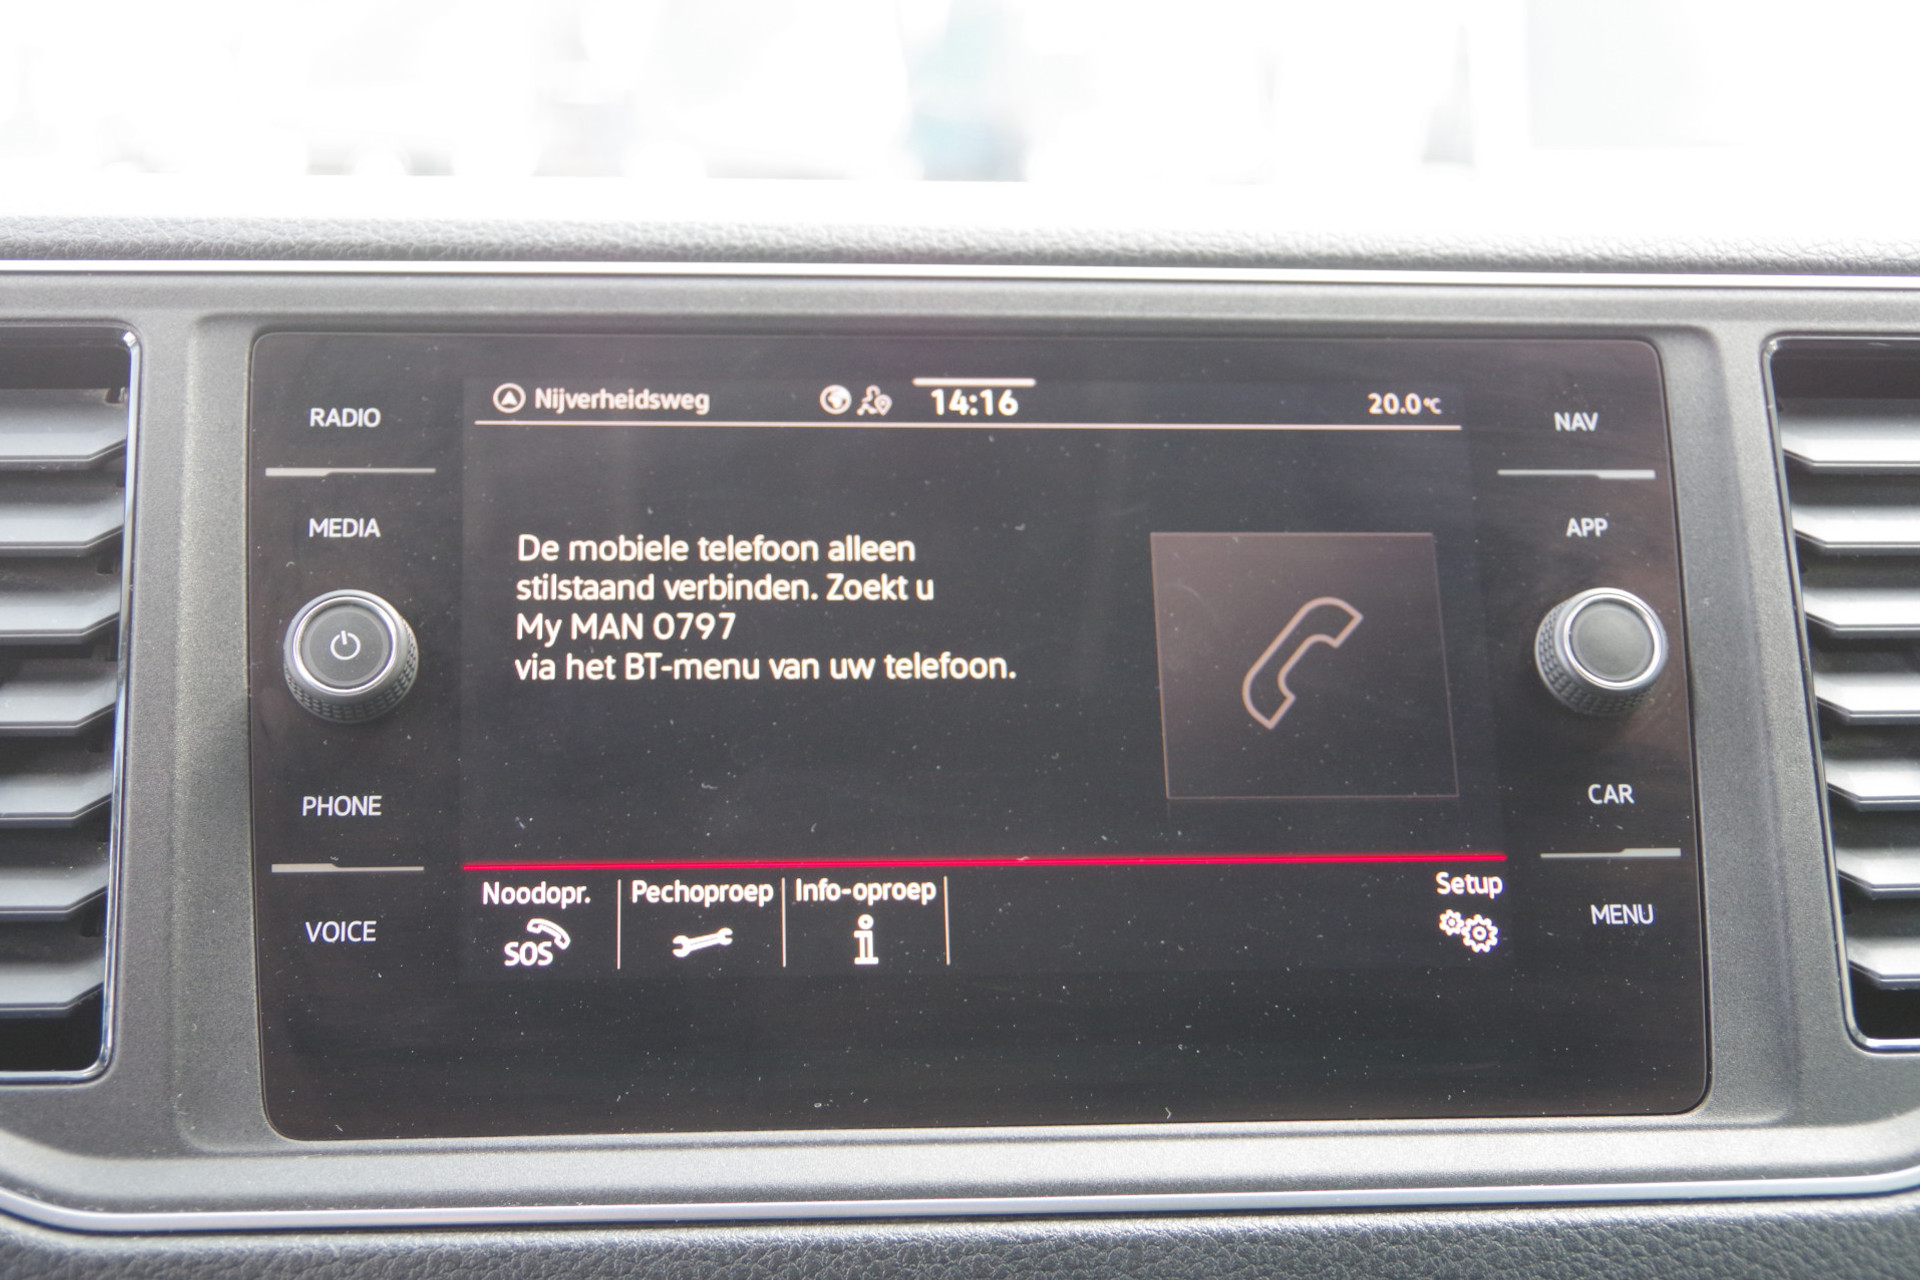 RADIO
MEDIA
PHONE
VOICE
Nijverheidsweg 14:16 20.0°C
De mobiele telefoon alleen
stilstaand verbinden. Zoekt u
My MAN 0797
via het BT-menu van uw telefoon.
Noodopr. Pechoproep Info-oproep Setup
SOS
NAV
APP
CAR
MENU